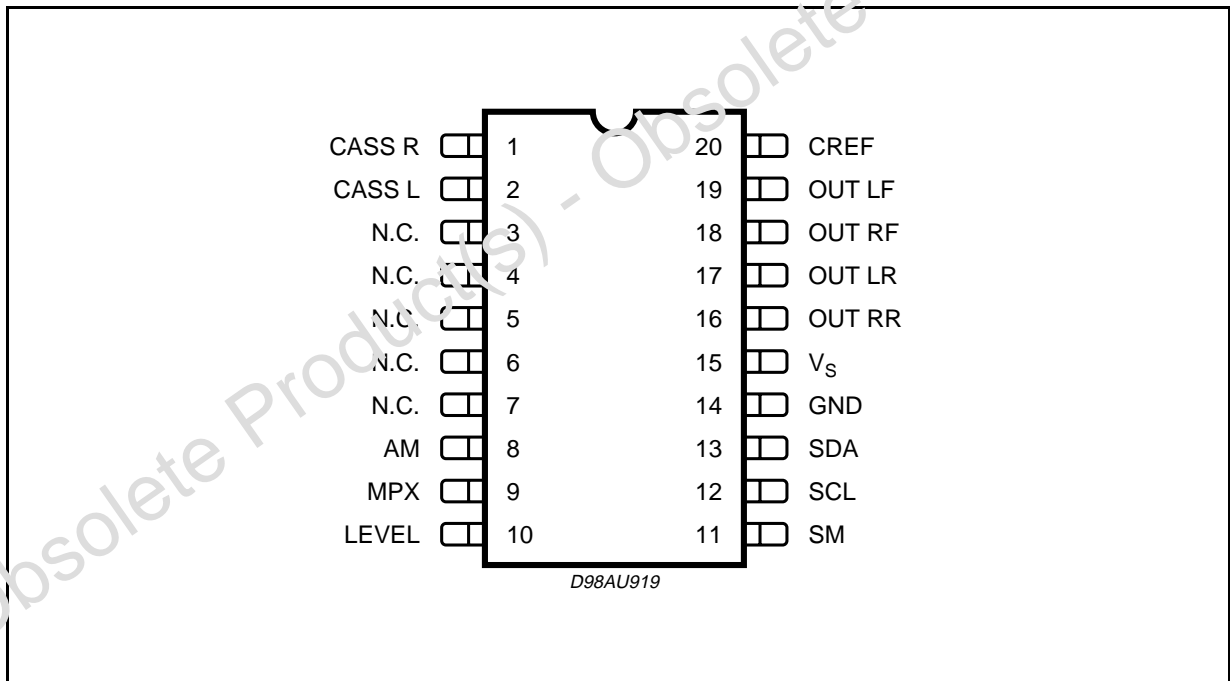 CASS R 1 20 CREF
CASS L 2 19 OUT LF
N.C. 3 18 OUT RF
N.C. 4 17 OUT LR
N.C. 5 16 OUT RR
N.C. 6 15 VS
N.C. 7 14 GND
AM 8 13 SDA
MPX 9 12 SCL
LEVEL 10 11 SM
D98AU919
Obsolete Product(s) - Obsolete